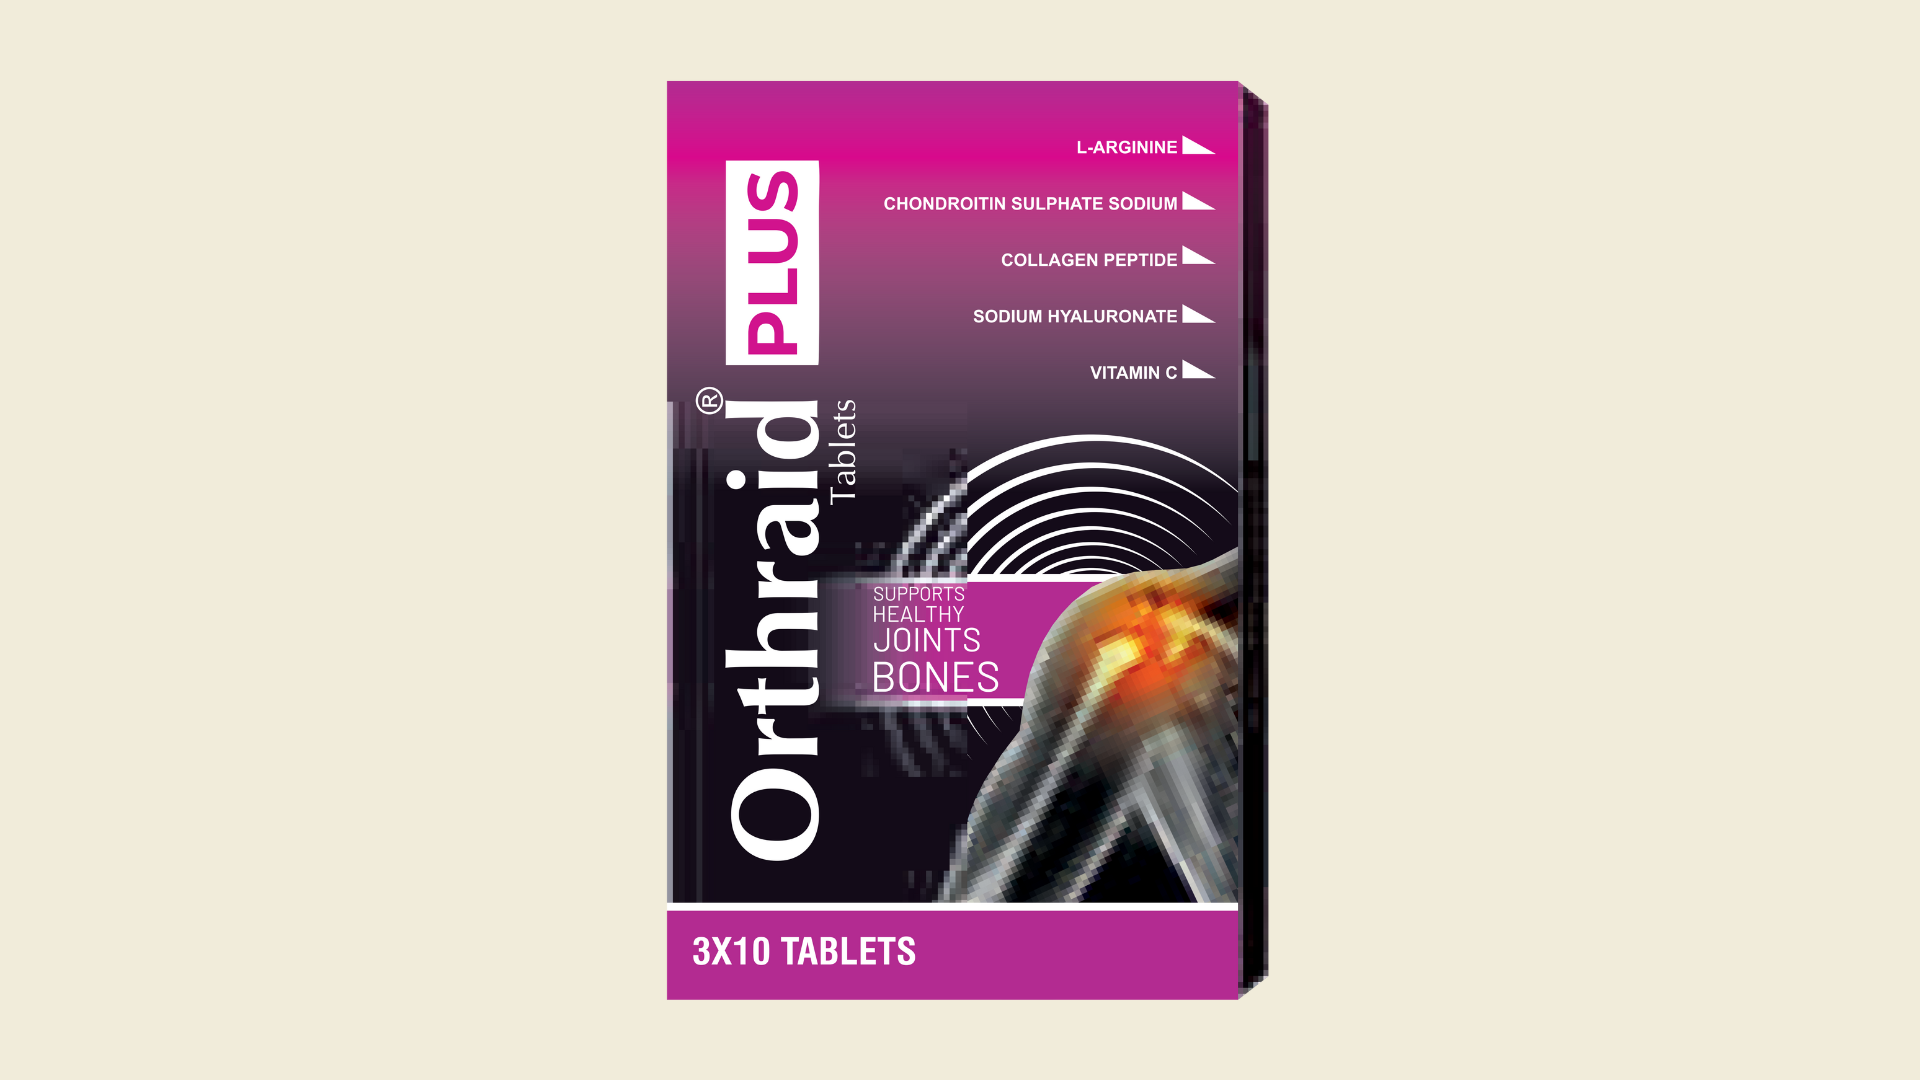 L-ARGININE
CHONDROITIN SULPHATE SODIUM
COLLAGEN PEPTIDE
SODIUM HYALURONATE
VITAMIN C
Orthraid® PLUS
Tablets
SUPPORTS
HEALTHY
JOINTS
BONES
3X10 TABLETS